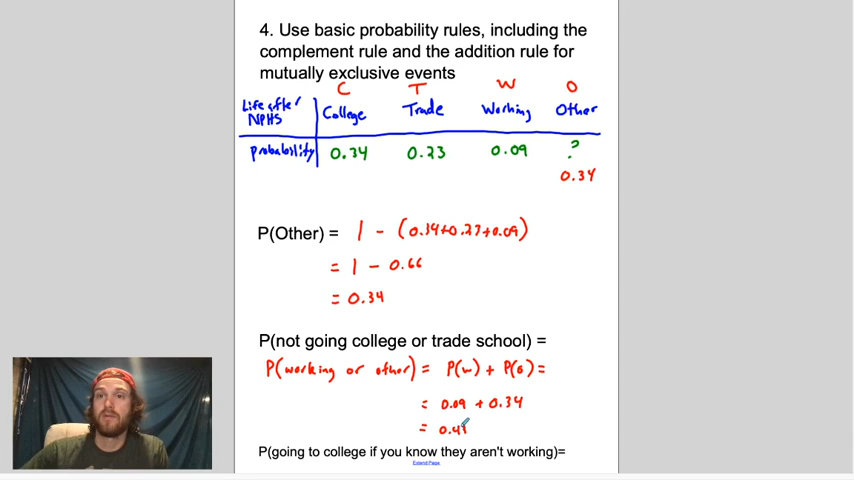 4. Use basic probability rules, including the
complement rule and the addition rule for
mutually exclusive events
C T W O
Life after College Trade Working Other
NPHS
probability 0.34 0.23 0.09 ?
0.34
P(Other) = 1 - (0.34+0.23+0.09)
= 1 - 0.66
= 0.34
P(not going college or trade school) =
P(working or other) = P(w) + P(o) =
= 0.09 + 0.34
= 0.4
P(going to college if you know they aren't working)=
Extend Page